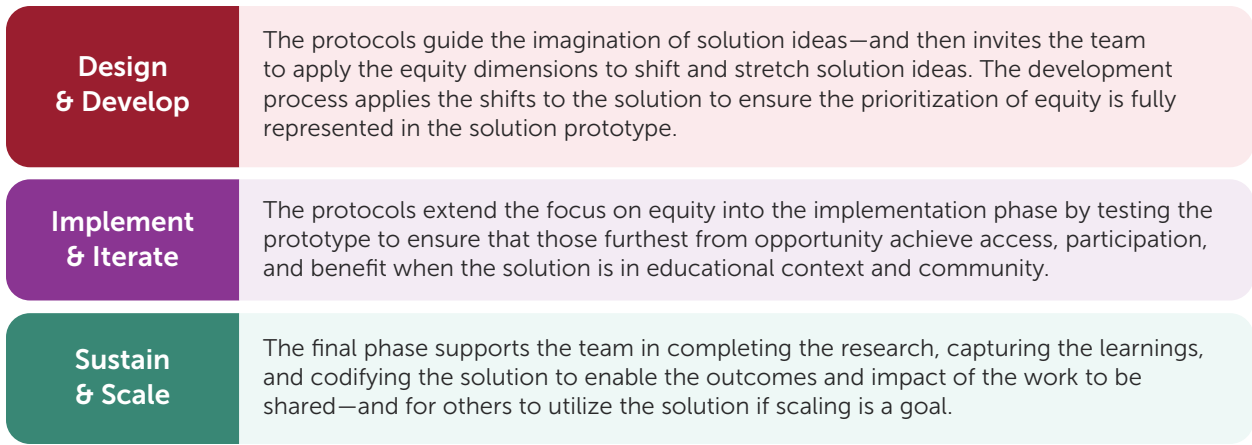 Design
& Develop
The protocols guide the imagination of solution ideas—and then invites the team
to apply the equity dimensions to shift and stretch solution ideas. The development
process applies the shifts to the solution to ensure the prioritization of equity is fully
represented in the solution prototype.
Implement
& Iterate
The protocols extend the focus on equity into the implementation phase by testing the
prototype to ensure that those furthest from opportunity achieve access, participation,
and benefit when the solution is in educational context and community.
Sustain
& Scale
The final phase supports the team in completing the research, capturing the learnings,
and codifying the solution to enable the outcomes and impact of the work to be
shared—and for others to utilize the solution if scaling is a goal.